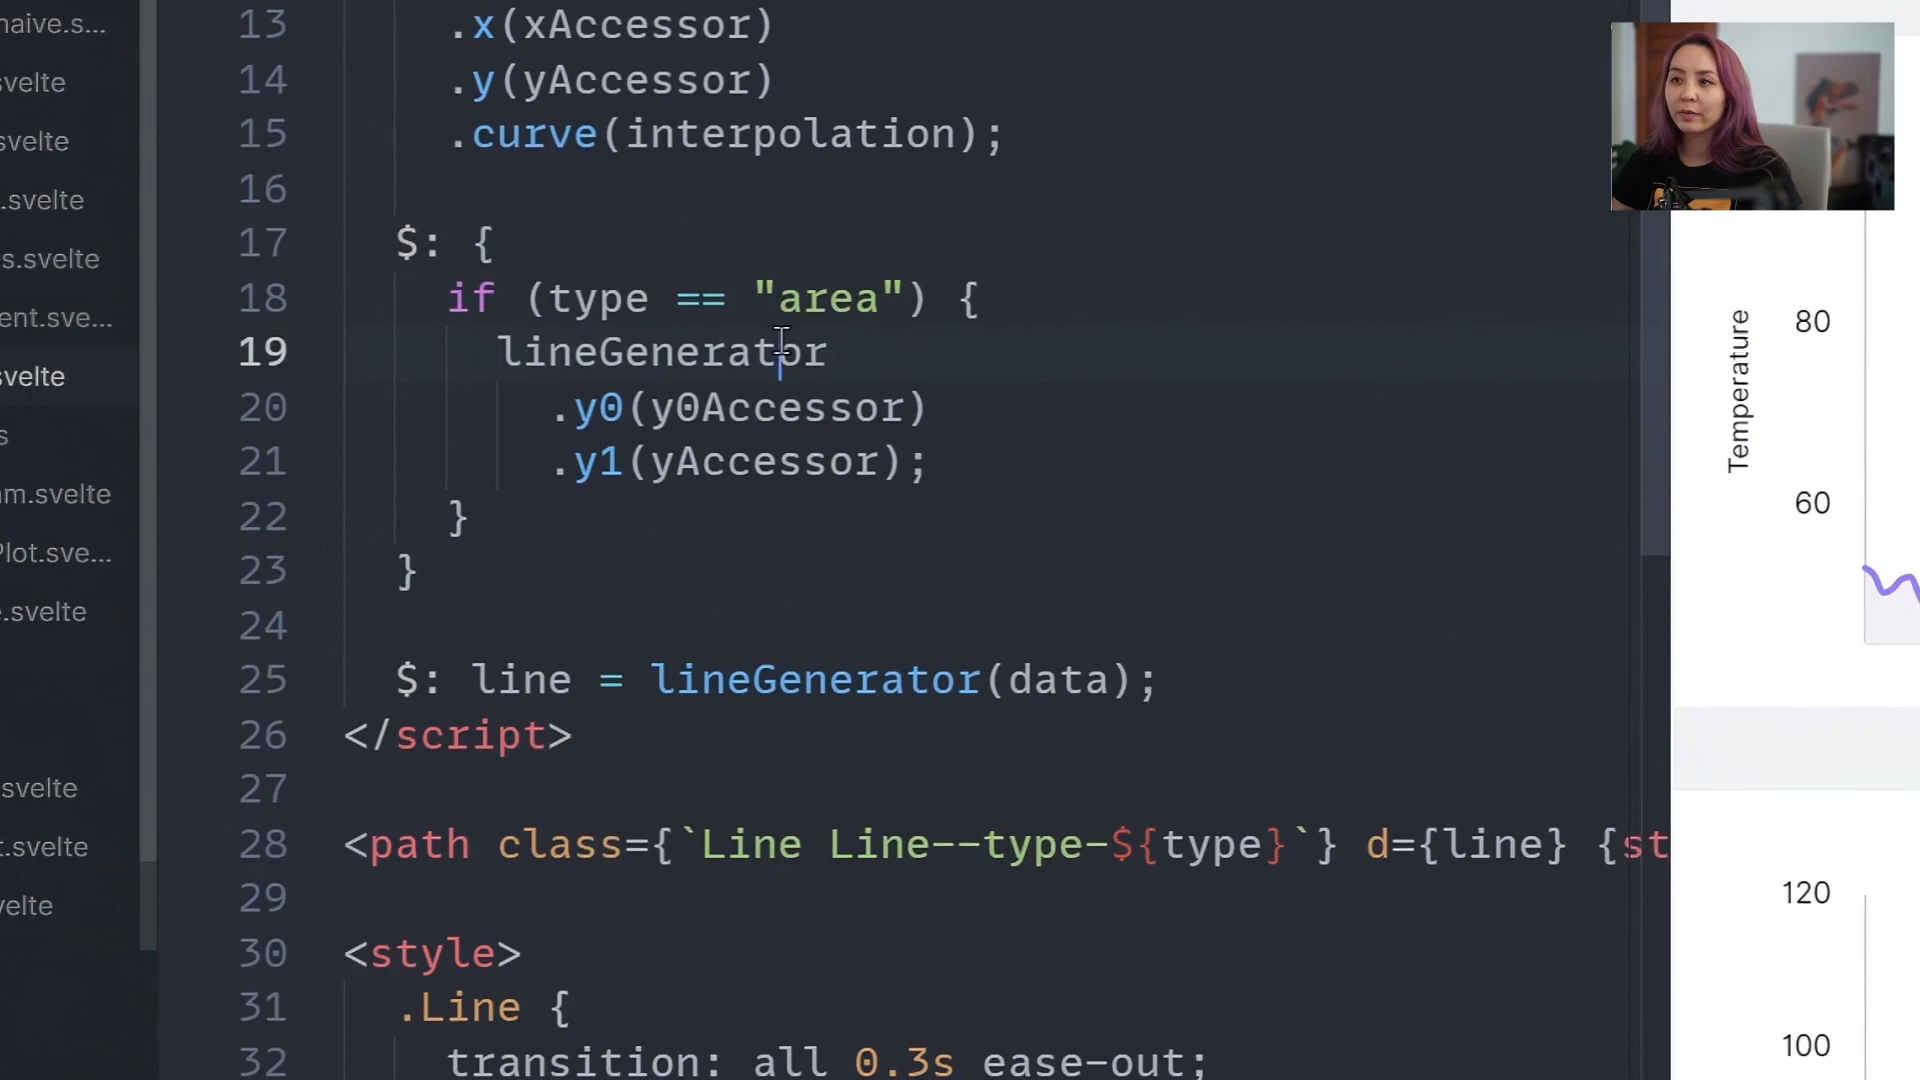 naive.s...
svelte
svelte
.svelte
s.svelte
ent.sve...
svelte
s
am.svelte
Plot.sve...
e.svelte
.svelte
t.svelte
velte
13 .x(xAccessor)
14 .y(yAccessor)
15 .curve(interpolation);
16
17 $: {
18 if (type == "area") {
19 lineGenerator
20 .y0(y0Accessor)
21 .y1(yAccessor);
22 }
23 }
24
25 $: line = lineGenerator(data);
26 </script>
27
28 <path class={`Line Line--type-${type}`} d={line} {st
29
30 <style>
31 .Line {
32 transition: all 0.3s ease-out;
Temperature
80
60
120
100